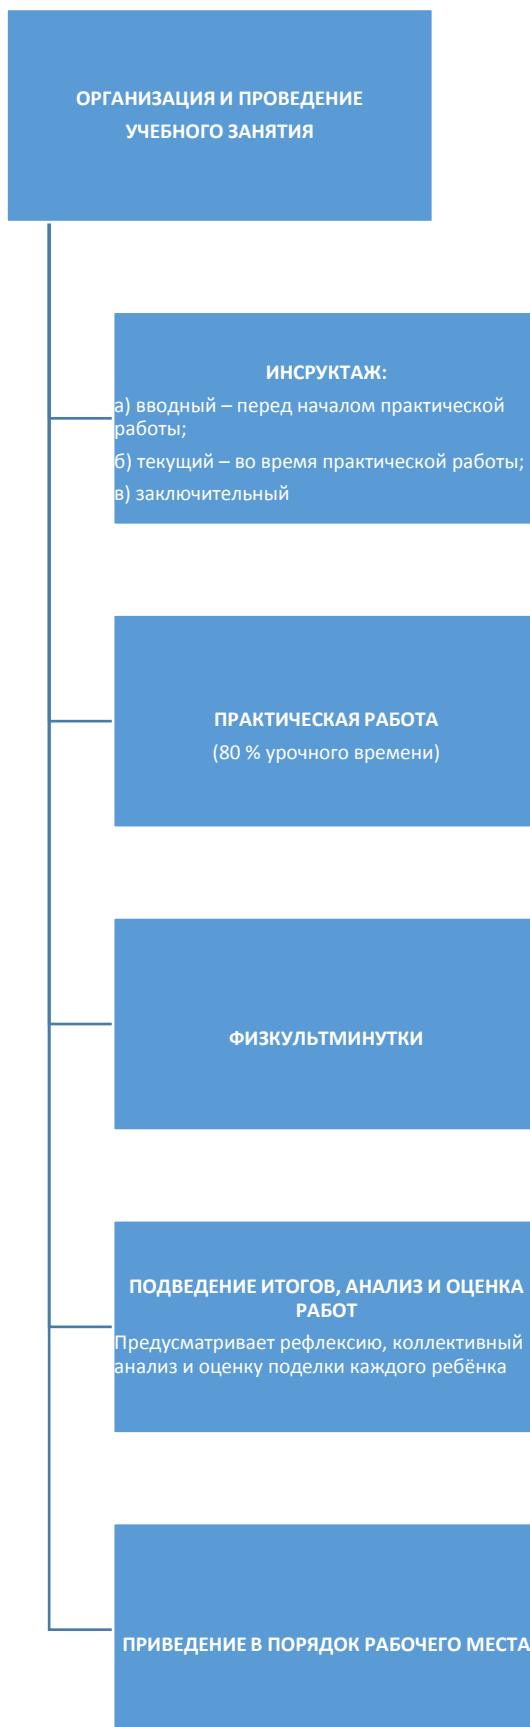 ОРГАНИЗАЦИЯ И ПРОВЕДЕНИЕ
УЧЕБНОГО ЗАНЯТИЯ
ИНСРУКТАЖ:
а) вводный – перед началом практической
работы;
б) текущий – во время практической работы;
в) заключительный
ПРАКТИЧЕСКАЯ РАБОТА
(80 % урочного времени)
ФИЗКУЛЬТМИНУТКИ
ПОДВЕДЕНИЕ ИТОГОВ, АНАЛИЗ И ОЦЕНКА
РАБОТ
Предусматривает рефлексию, коллективный
анализ и оценку поделки каждого ребёнка
ПРИВЕДЕНИЕ В ПОРЯДОК РАБОЧЕГО МЕСТА